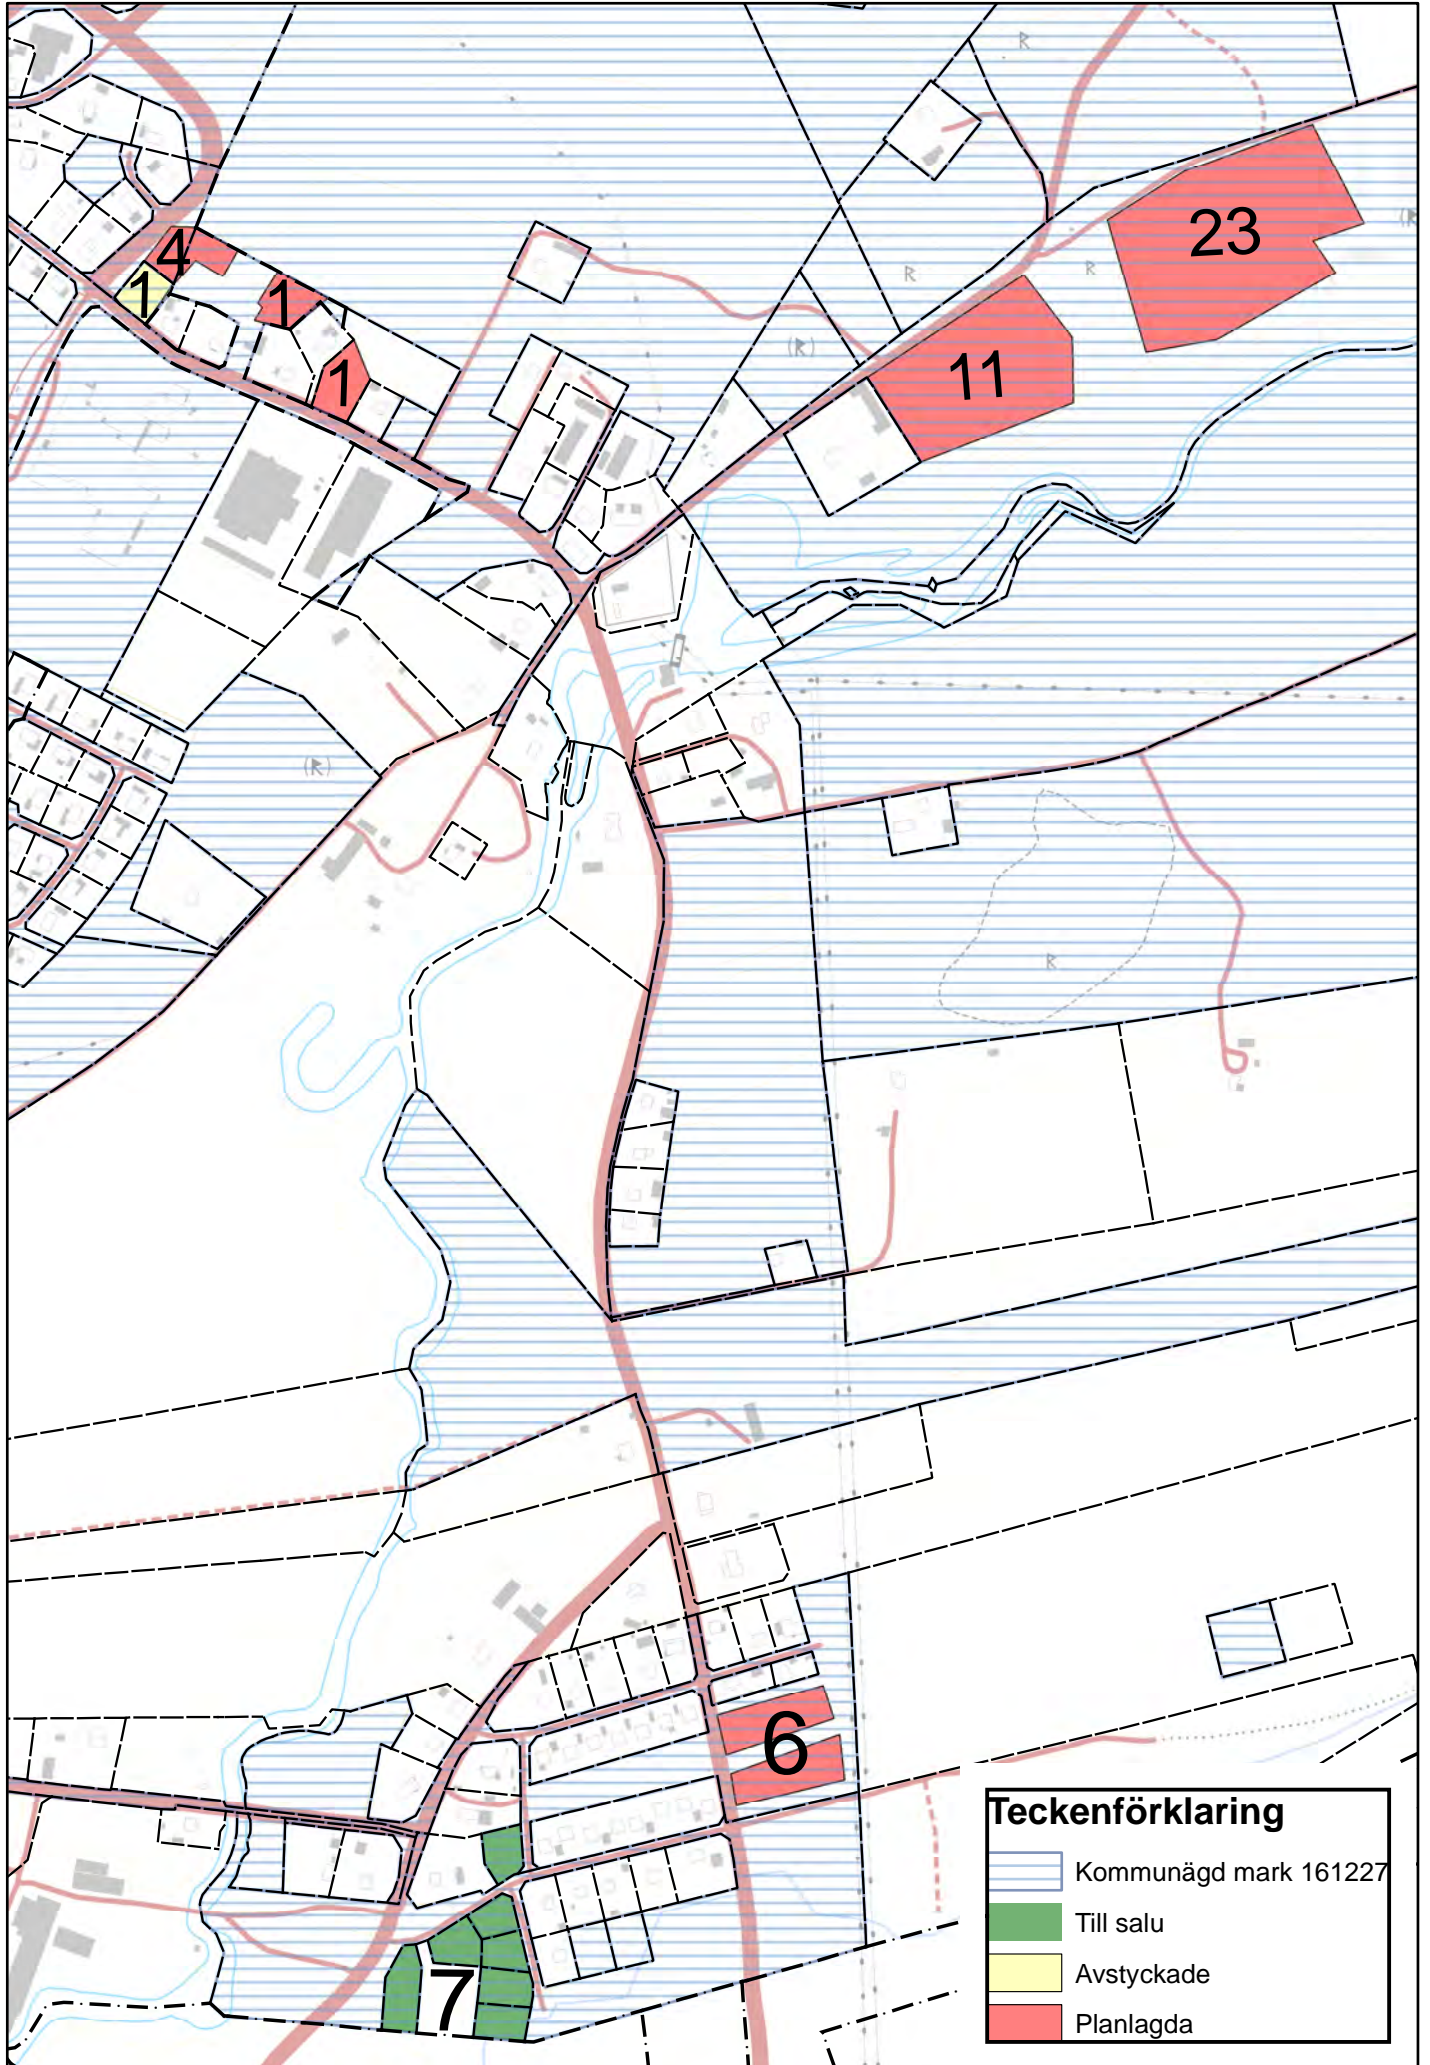 R
23
(R
4
R
R
1
1
(R)
11
1
(R)
R
6
Teckenförklaring
Kommunägd mark 161227
Till salu
Avstyckade
Planlagda
7